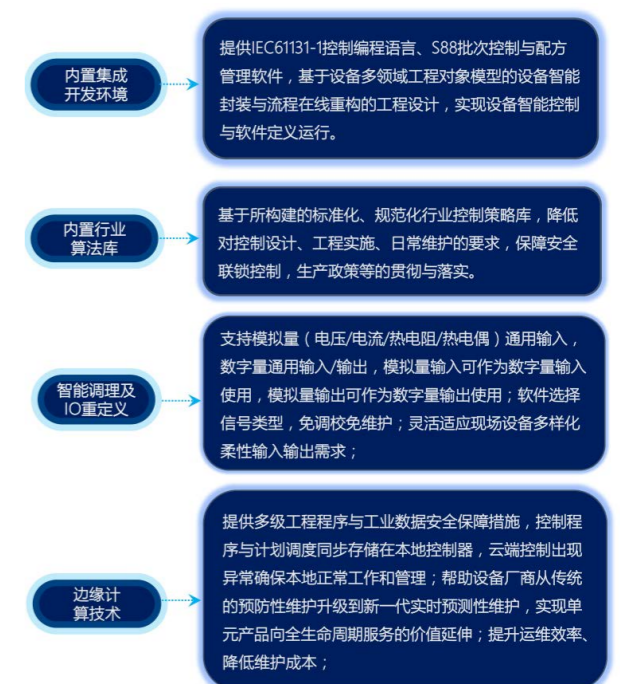 内置集成
开发环境
提供IEC61131-1控制编程语言、S88批次控制与配方
管理软件，基于设备多领域工程对象模型的设备智能
封装与流程在线重构的工程设计，实现设备智能控制
与软件定义运行。
内置行业
算法库
基于所构建的标准化、规范化行业控制策略库，降低
对控制设计、工程实施、日常维护的要求，保障安全
联锁控制，生产政策等的贯彻与落实。
智能调理及
IO重定义
支持模拟量（电压/电流/热电阻/热电偶）通用输入，
数字量通用输入/输出，模拟量输入可作为数字量输入
使用，模拟量输出可作为数字量输出使用；软件选择
信号类型，免调校免维护；灵活适应现场设备多样化
柔性输入输出需求；
边缘计
算技术
提供多级工程程序与工业数据安全保障措施，控制程
序与计划调度同步存储在本地控制器，云端控制出现
异常确保本地正常工作和管理；帮助设备厂商从传统
的预防性维护升级到新一代实时预测性维护，实现单
元产品向全生命周期服务的价值延伸；提升运维效率、
降低维护成本；